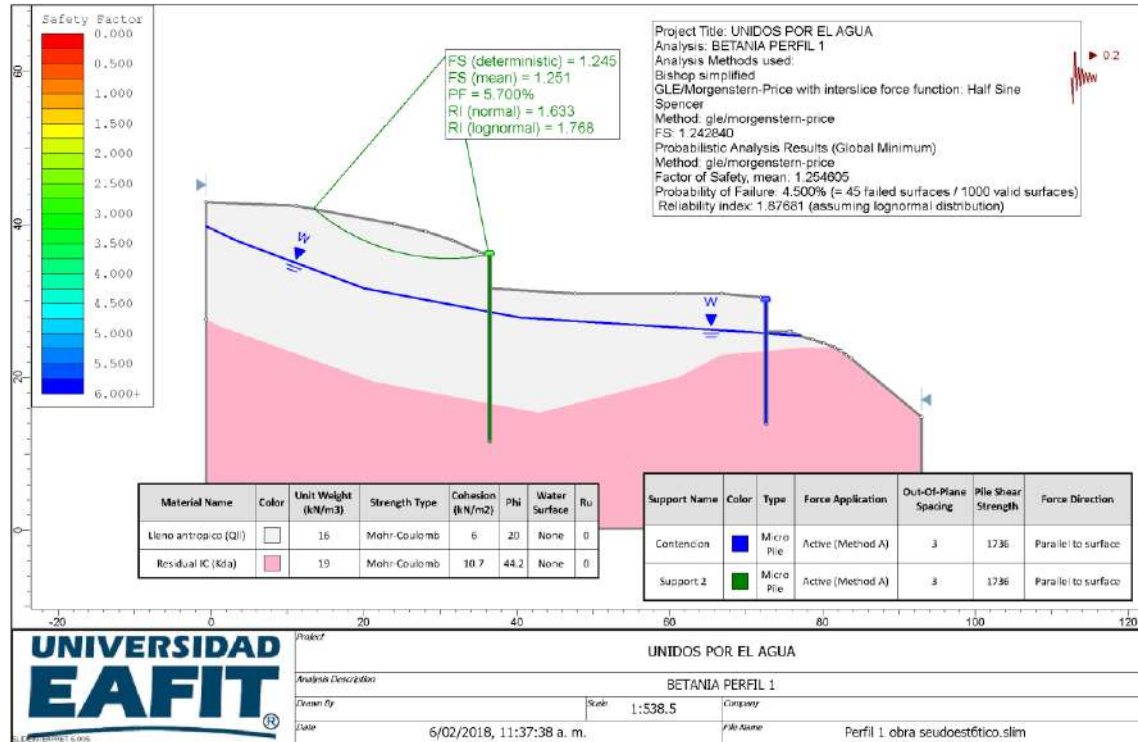 Safety Factor
0.000
0.500
1.000
1.500
2.000
2.500
3.000
3.500
4.000
4.500
5.000
5.500
6.000+
FS (deterministic) = 1.245
FS (mean) = 1.251
PF = 5.700%
RI (normal) = 1.633
RI (lognormal) = 1.768
Project Title: UNIDOS POR EL AGUA
Analysis: BETANIA PERFIL 1
Analysis Methods used:
Bishop simplified
GLE/Morgenstern-Price with interslice force function: Half Sine
Spencer
Method: gle/morgenstern-price
FS: 1.242840
Probabilistic Analysis Results (Global Minimum)
Method: gle/morgenstern-price
Factor of Safety, mean: 1.254605
Probability of Failure: 4.500% (= 45 failed surfaces / 1000 valid surfaces)
Reliability index: 1.87681 (assuming lognormal distribution)
0.2
60
40
20
0
W
W
Material Name Color Unit Weight (kN/m3) Strength Type Cohesion (kN/m2) Phi Water Surface Ru
Lleno antropico (Qll) 16 Mohr-Coulomb 6 20 None 0
Residual IC (Kda) 19 Mohr-Coulomb 10.7 44.2 None 0
Support Name Color Type Force Application Out-Of-Plane Spacing Pile Shear Strength Force Direction
Contencion Micro Pile Active (Method A) 3 1736 Parallel to surface
Support 2 Micro Pile Active (Method A) 3 1736 Parallel to surface
-20 0 20 40 60 80 100 120
UNIVERSIDAD
EAFIT®
SLIDEINTERPRET 6.005
Project
UNIDOS POR EL AGUA
Analysis Description
BETANIA PERFIL 1
Drawn By
Scale 1:538.5
Company
Date 6/02/2018, 11:37:38 a. m.
File Name Perfil 1 obra seudoest6tico.slim